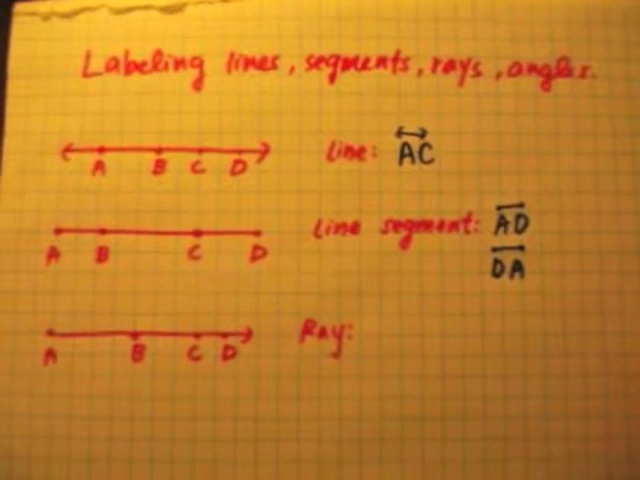 Labeling lines, segments, rays, angles.
A B C D
Line: AC
A B C D
Line segment: AD
DA
A B C D
Ray: